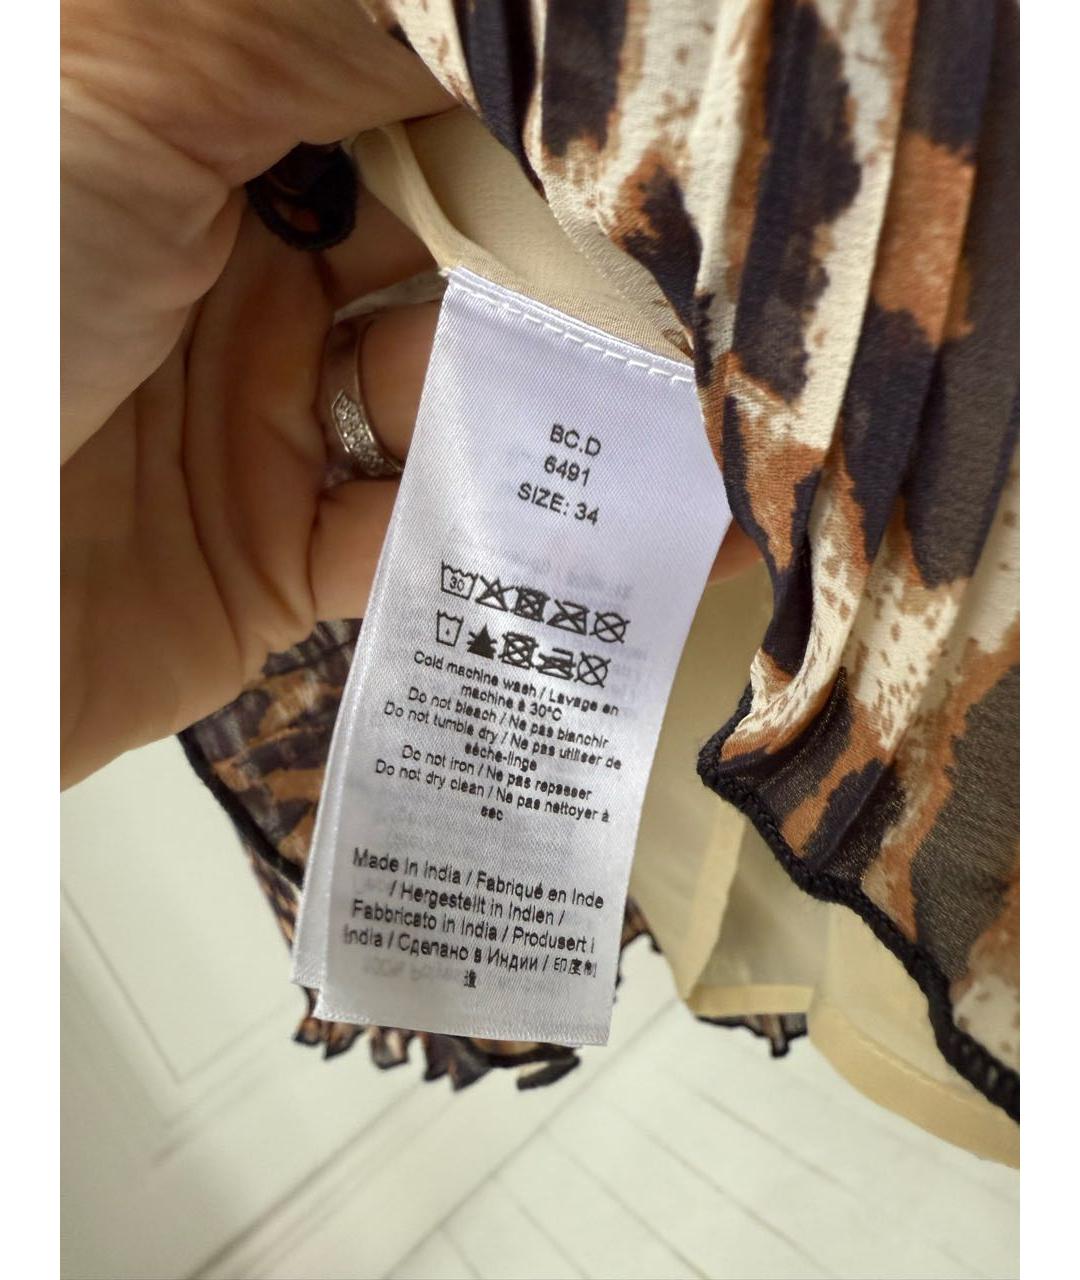 BC.D
6491
SIZE: 34
30
Cold machine wash / Lavage en
machine à 30°C
Do not bleach / Ne pas blanchir
Do not tumble dry / Ne pas utiliser de
sèche-linge
Do not iron / Ne pas repasser
Do not dry clean / Ne pas nettoyer à
sec
Made in India / Fabriqué en Inde
/ Hergestellt in Indien /
Fabbricato in India / Produsert i
India / Сделано в Индии / 印度制
造